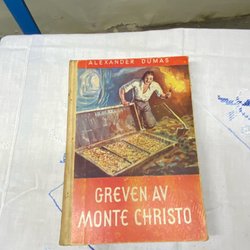 ALEXANDER DUMAS
GREVEN AV
MONTE CHRISTO